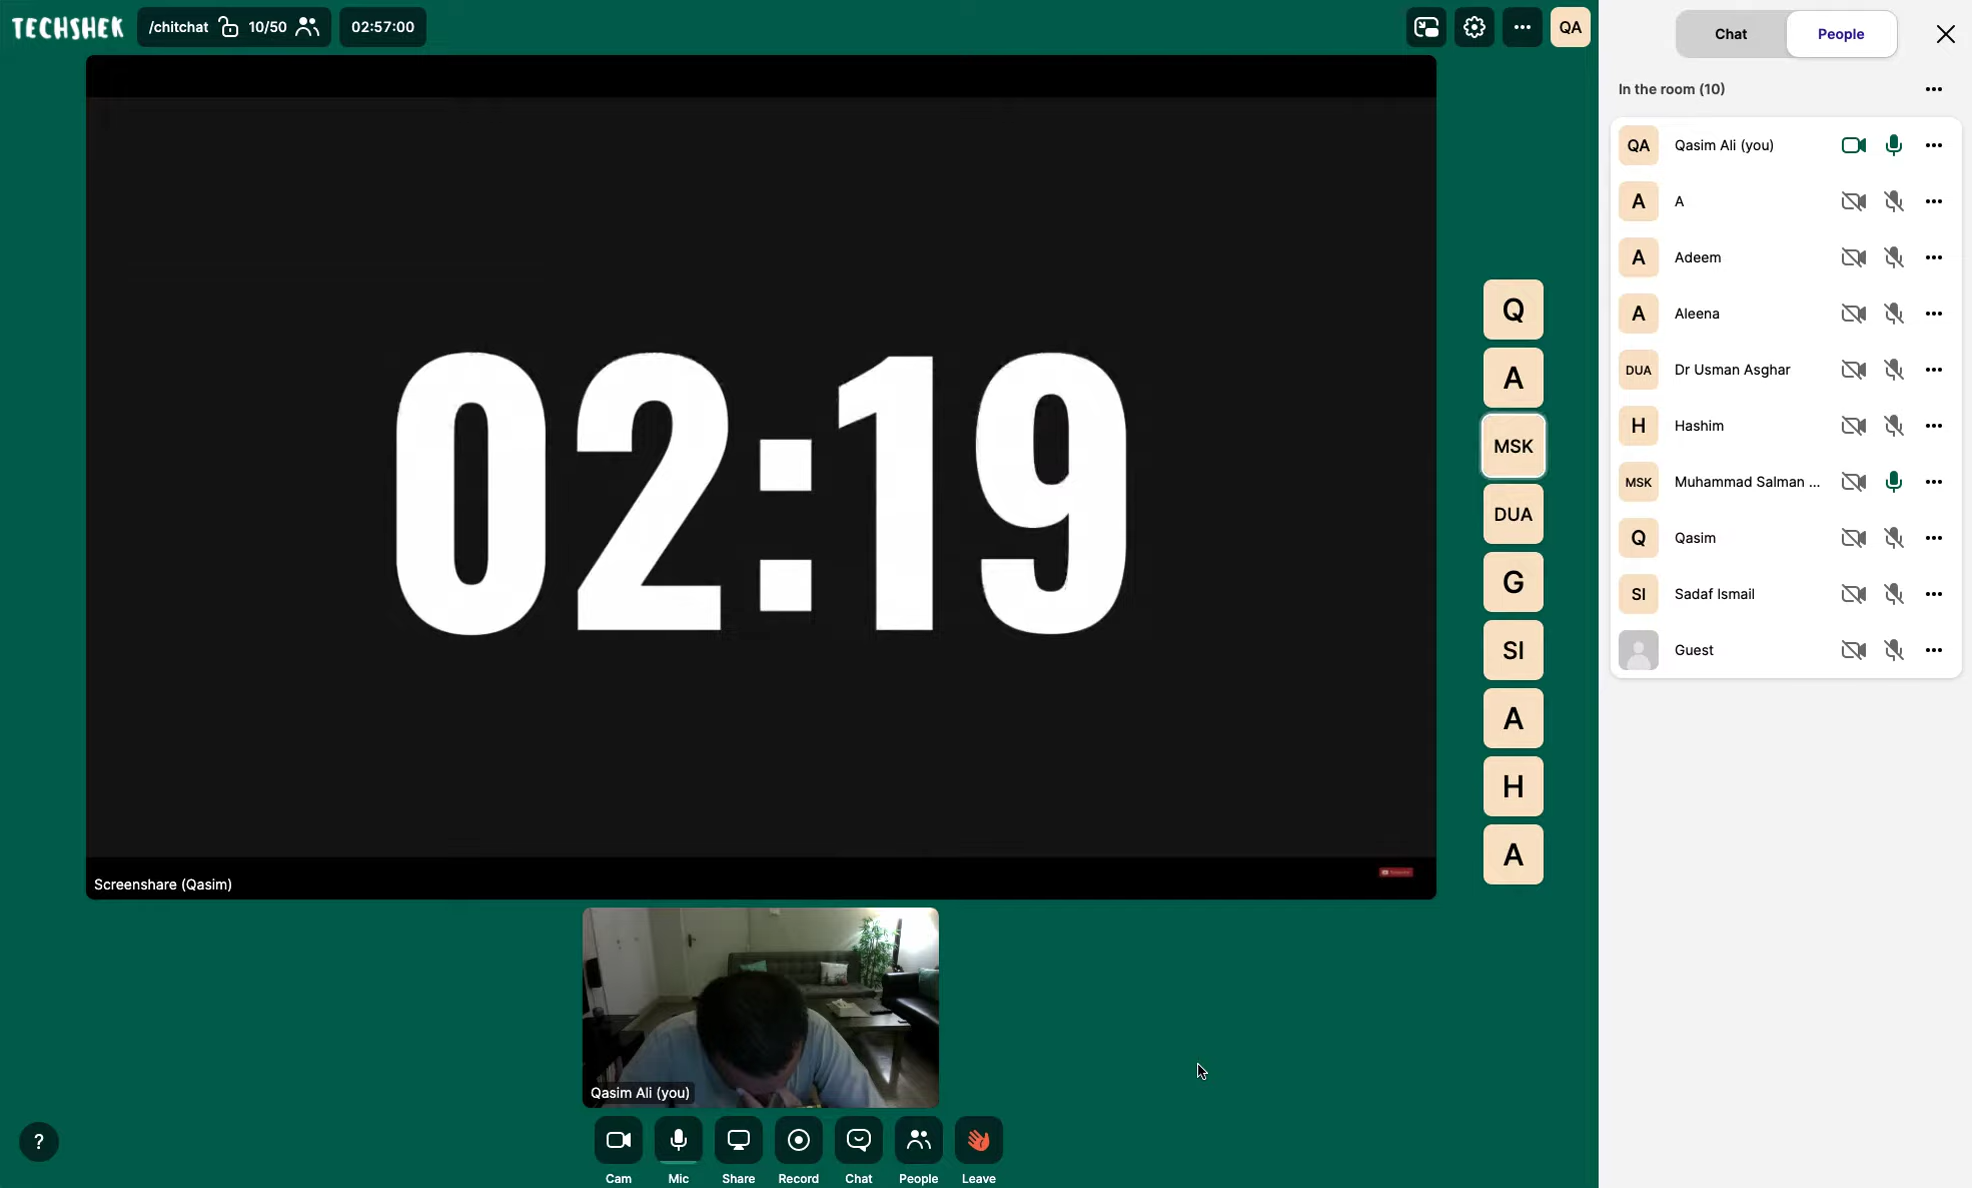 TECHSHEK
/chitchat 10/50
02:57:00
QA
02:19
Screenshare (Qasim)
Q
A
MSK
DUA
G
SI
A
H
A
Qasim Ali (you)
?
Cam
Mic
Share
Record
Chat
People
Leave
Chat
People
In the room (10)
QA Qasim Ali (you)
A A
A Adeem
A Aleena
DUA Dr Usman Asghar
H Hashim
MSK Muhammad Salman ...
Q Qasim
SI Sadaf Ismail
Guest